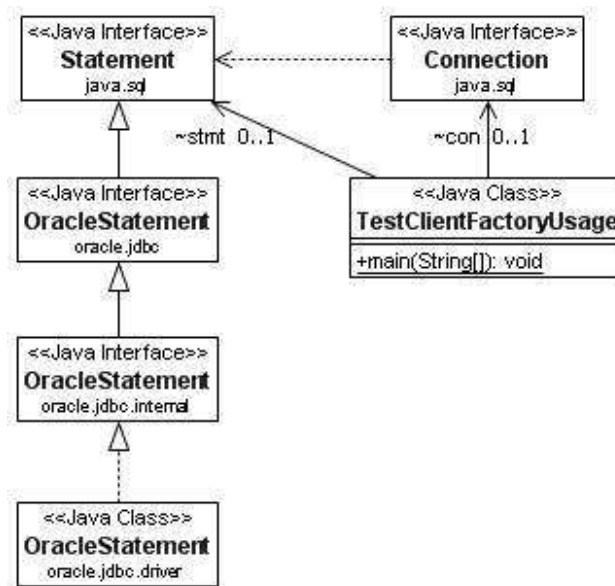 <<Java Interface>>
Statement
java.sql
<<Java Interface>>
Connection
java.sql
~stmt 0..1
~con 0..1
<<Java Interface>>
OracleStatement
oracle.jdbc
<<Java Class>>
TestClientFactoryUsage
+main(String[]): void
<<Java Interface>>
OracleStatement
oracle.jdbc.internal
<<Java Class>>
OracleStatement
oracle.jdbc.driver